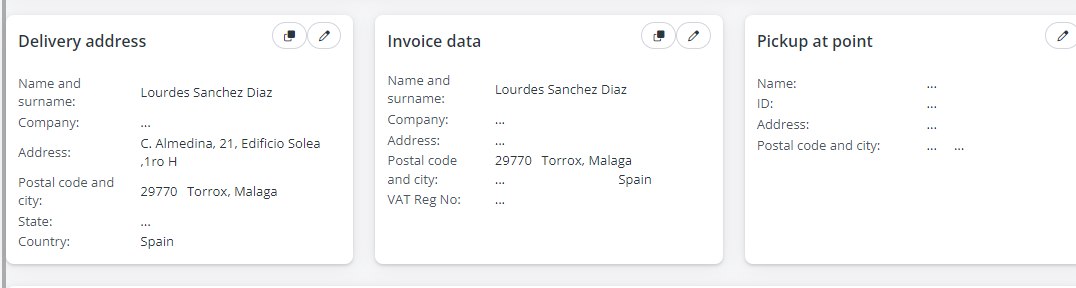 Delivery address
Name and
surname:
Lourdes Sanchez Diaz
Company:
...
Address:
C. Almedina, 21, Edificio Solea
,1ro H
Postal code and
city:
29770 Torrox, Malaga
State:
...
Country:
Spain
Invoice data
Name and
surname:
Lourdes Sanchez Diaz
Company:
...
Address:
...
Postal code
and city:
29770 Torrox, Malaga
... Spain
VAT Reg No:
...
Pickup at point
Name:
...
ID:
...
Address:
...
Postal code and city:
... ...